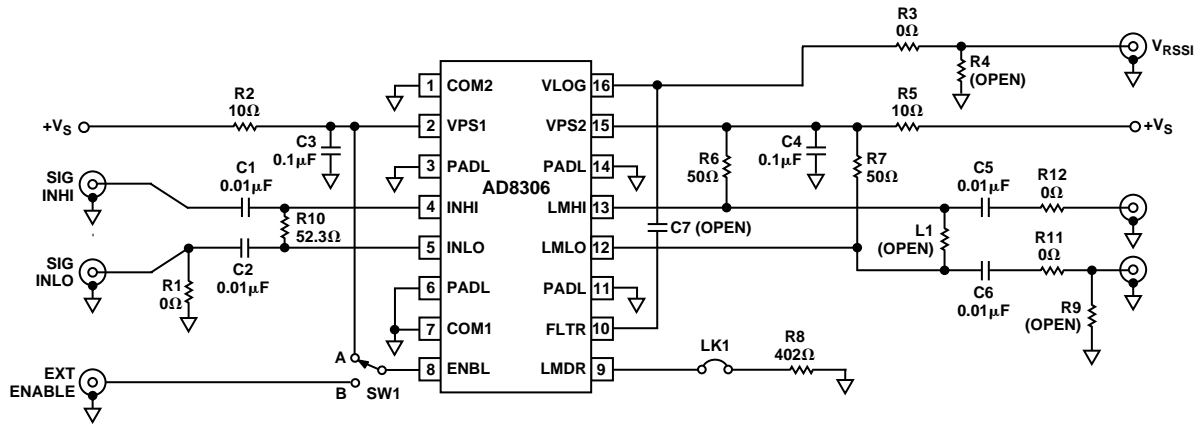 R3
0Ω
V_RSSI
R4
(OPEN)
1
COM2
VLOG
16
R2
10Ω
R5
10Ω
+V_S
2
VPS1
VPS2
15
+V_S
C3
0.1μF
R6
50Ω
C4
0.1μF
R7
50Ω
3
PADL
PADL
14
AD8306
SIG
INHI
C1
0.01μF
C5
0.01μF
R12
0Ω
4
INHI
LMHI
13
R10
52.3Ω
C7 (OPEN)
L1
(OPEN)
5
INLO
LMLO
12
R11
0Ω
SIG
INLO
C2
0.01μF
R1
0Ω
C6
0.01μF
R9
(OPEN)
6
PADL
PADL
11
7
COM1
FLTR
10
A
LK1
R8
402Ω
8
ENBL
LMDR
9
EXT
ENABLE
B
SW1